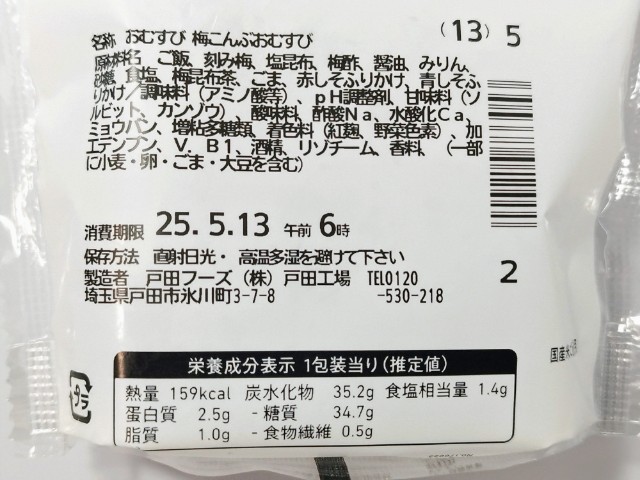 名称 おむすび 梅こんぶおむすび
(13) 5
原材料名 ご飯、刻み梅、塩昆布、梅酢、醤油、みりん、
砂糖、食塩、梅昆布茶、ごま、赤しそふりかけ、青しそふ
りかけ／調味料（アミノ酸等）、pH調整剤、甘味料（ソ
ルビット、カンゾウ）、酸味料、酢酸Na、水酸化Ca、
ミョウバン、増粘多糖類、着色料（紅麹、野菜色素）、加
工デンプン、V．B1、酒精、リゾチーム、香料、（一部
に小麦・卵・ごま・大豆を含む）
消費期限 25.5.13 午前 6時
保存方法 直射日光・高温多湿を避けて下さい
製造者 戸田フーズ（株）戸田工場 TEL0120
埼玉県戸田市氷川町3-7-8 -530-218
2
国産米
栄養成分表示 1包装当り（推定値）
熱量 159kcal 炭水化物 35.2g 食塩相当量 1.4g
蛋白質 2.5g - 糖質 34.7g
脂質 1.0g - 食物繊維 0.5g
プラ